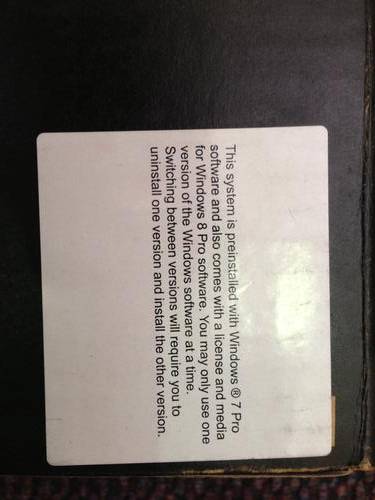 This system is preinstalled with Windows ® 7 Pro
software and also comes with a license and media
for Windows 8 Pro software. You may only use one
version of the Windows software at a time.
Switching between versions will require you to
uninstall one version and install the other version.